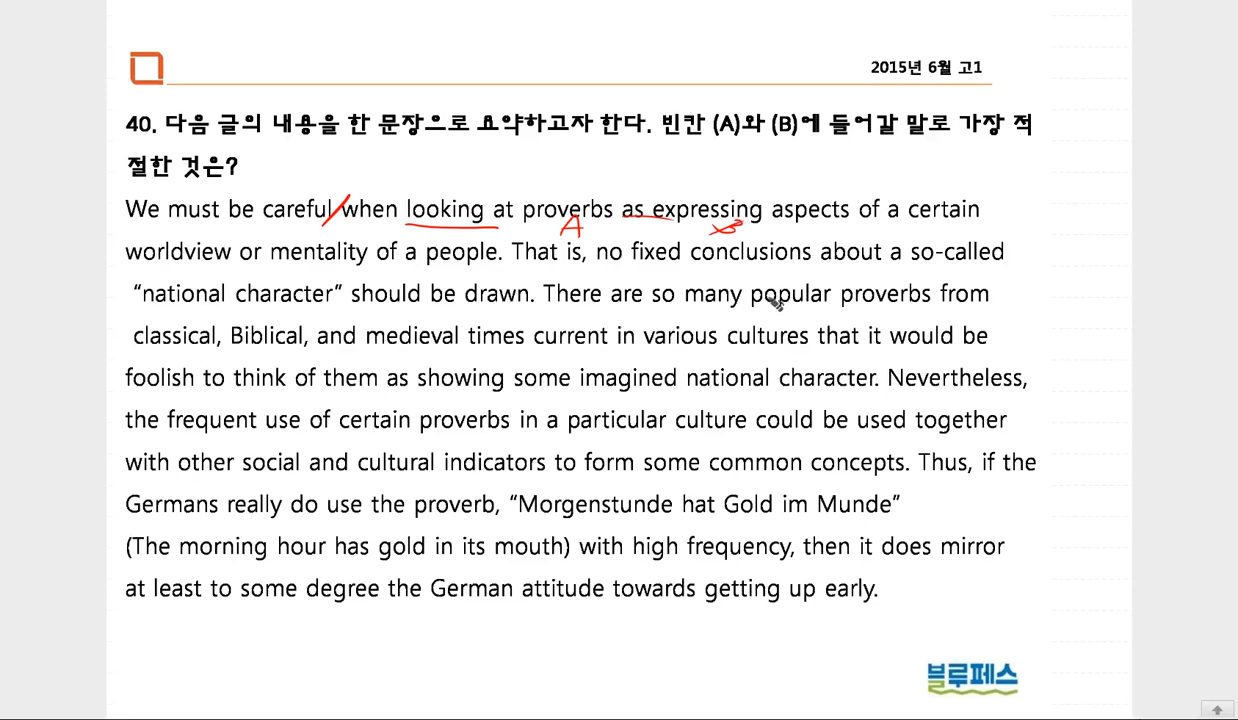 2015년 6월 고1
40. 다음 글의 내용을 한 문장으로 요약하고자 한다. 빈칸 (A)와 (B)에 들어갈 말로 가장 적
절한 것은?
We must be careful when looking at proverbs as expressing aspects of a certain
A
worldview or mentality of a people. That is, no fixed conclusions about a so-called
“national character” should be drawn. There are so many popular proverbs from
classical, Biblical, and medieval times current in various cultures that it would be
foolish to think of them as showing some imagined national character. Nevertheless,
the frequent use of certain proverbs in a particular culture could be used together
with other social and cultural indicators to form some common concepts. Thus, if the
Germans really do use the proverb, “Morgenstunde hat Gold im Munde”
(The morning hour has gold in its mouth) with high frequency, then it does mirror
at least to some degree the German attitude towards getting up early.
블루페스